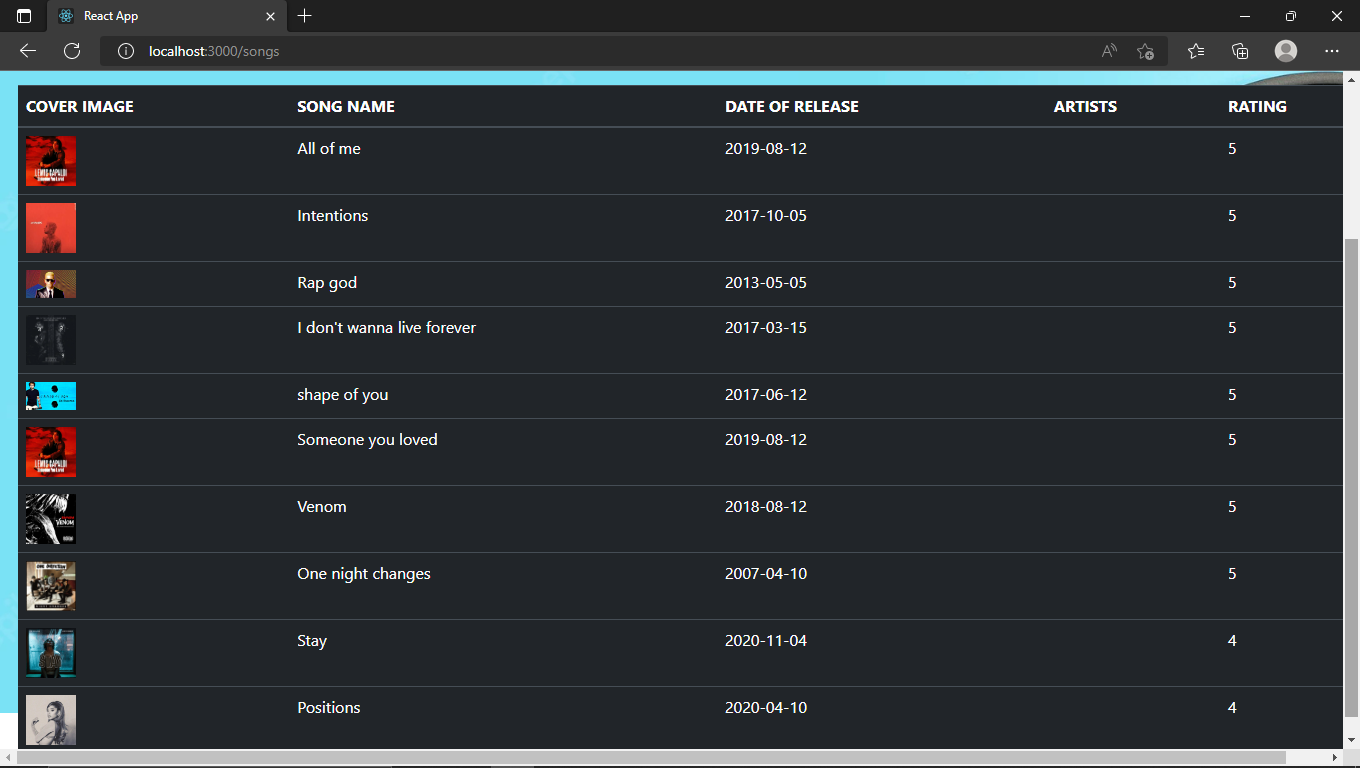 React App
localhost:3000/songs
COVER IMAGE SONG NAME DATE OF RELEASE ARTISTS RATING
LEWIS CAPALDI
All of me 2019-08-12 5
Intentions 2017-10-05 5
Rap god 2013-05-05 5
I don't wanna live forever 2017-03-15 5
shape of you 2017-06-12 5
LEWIS CAPALDI
Someone you loved 2019-08-12 5
VENOM
Venom 2018-08-12 5
ONE DIRECTION
One night changes 2007-04-10 5
Stay 2020-11-04 4
Positions 2020-04-10 4